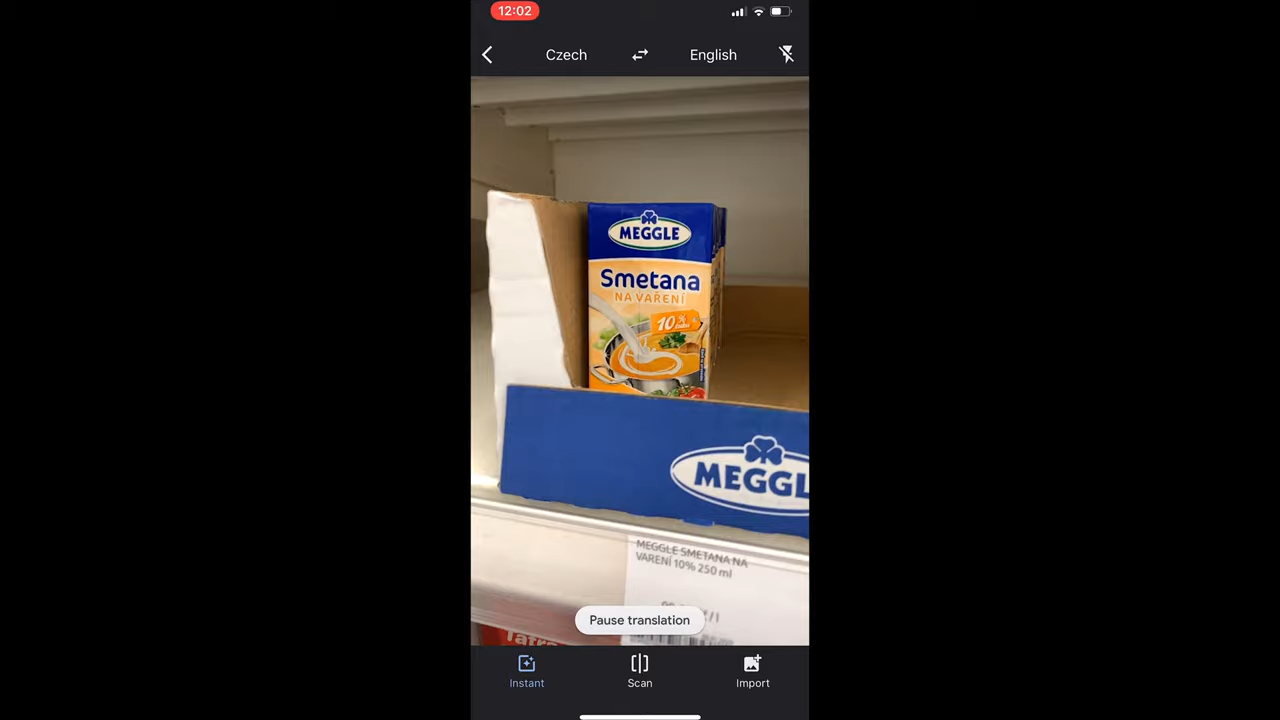 12:02
Czech
English
MEGGLE
Smetana
NA VAŘENÍ
10%
MEGGL
MEGGLE SMETANA NA
VAŘENÍ 10% 250 ml
/ l
Tafra
Pause translation
Instant
Scan
Import